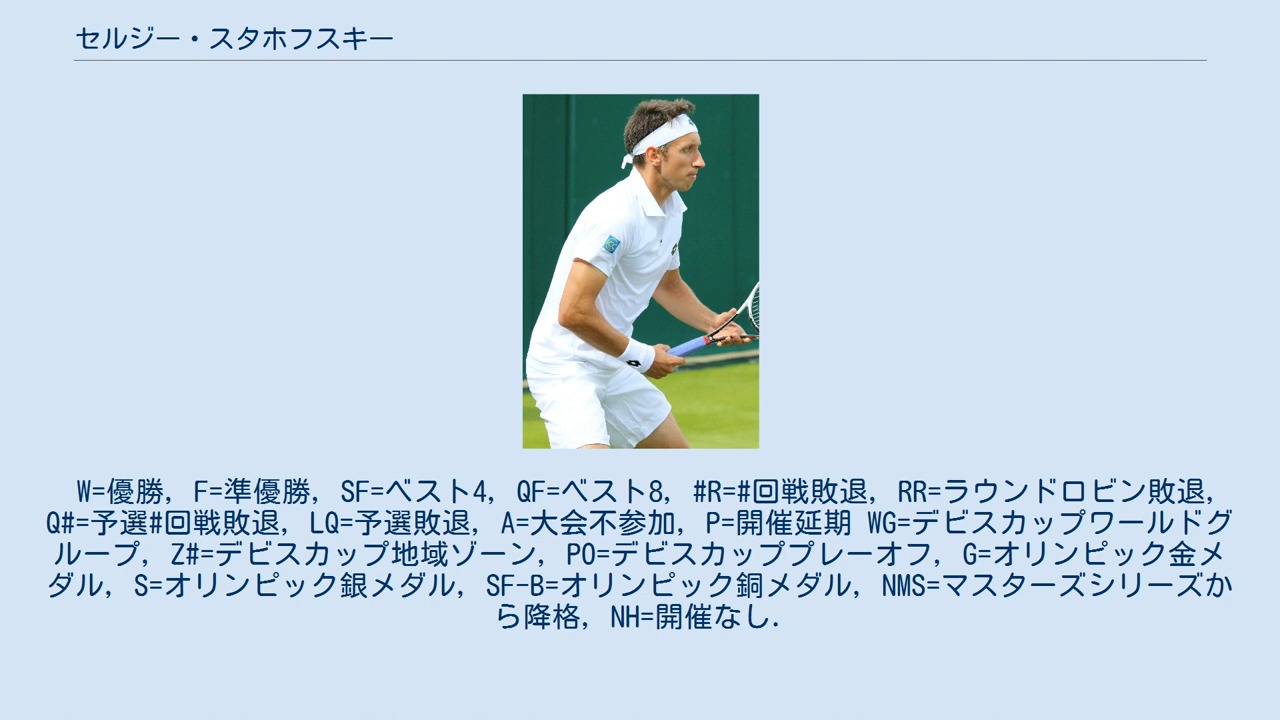 セルジー・スタホフスキー
W=優勝, F=準優勝, SF=ベスト4, QF=ベスト8, #R=#回戦敗退, RR=ラウンドロビン敗退,
Q#=予選#回戦敗退, LQ=予選敗退, A=大会不参加, P=開催延期 WG=デビスカップワールドグ
ループ, Z#=デビスカップ地域ゾーン, PO=デビスカッププレーオフ, G=オリンピック金メ
ダル, S=オリンピック銀メダル, SF-B=オリンピック銅メダル, NMS=マスターズシリーズか
ら降格, NH=開催なし.